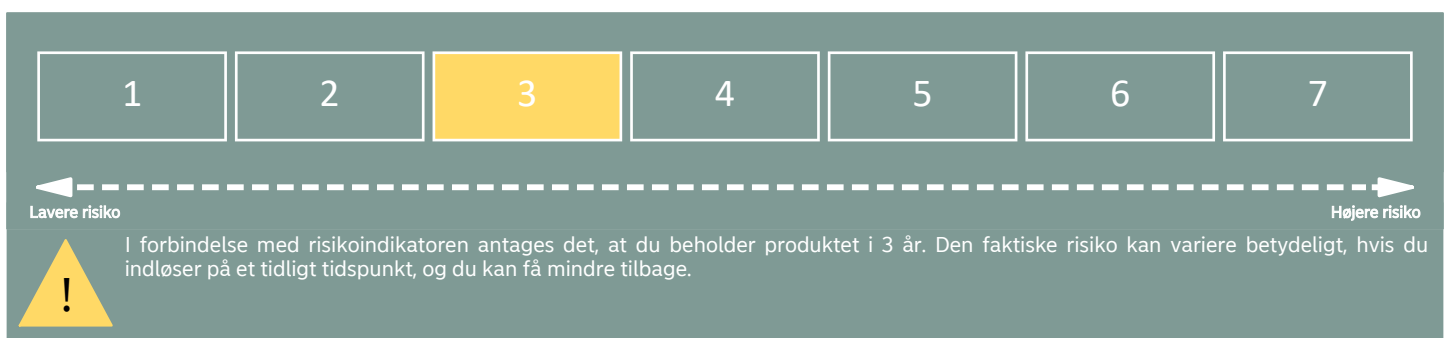 1 2 3 4 5 6 7
Lavere risiko Højere risiko
I forbindelse med risikoindikatoren antages det, at du beholder produktet i 3 år. Den faktiske risiko kan variere betydeligt, hvis du
indløser på et tidligt tidspunkt, og du kan få mindre tilbage.
!